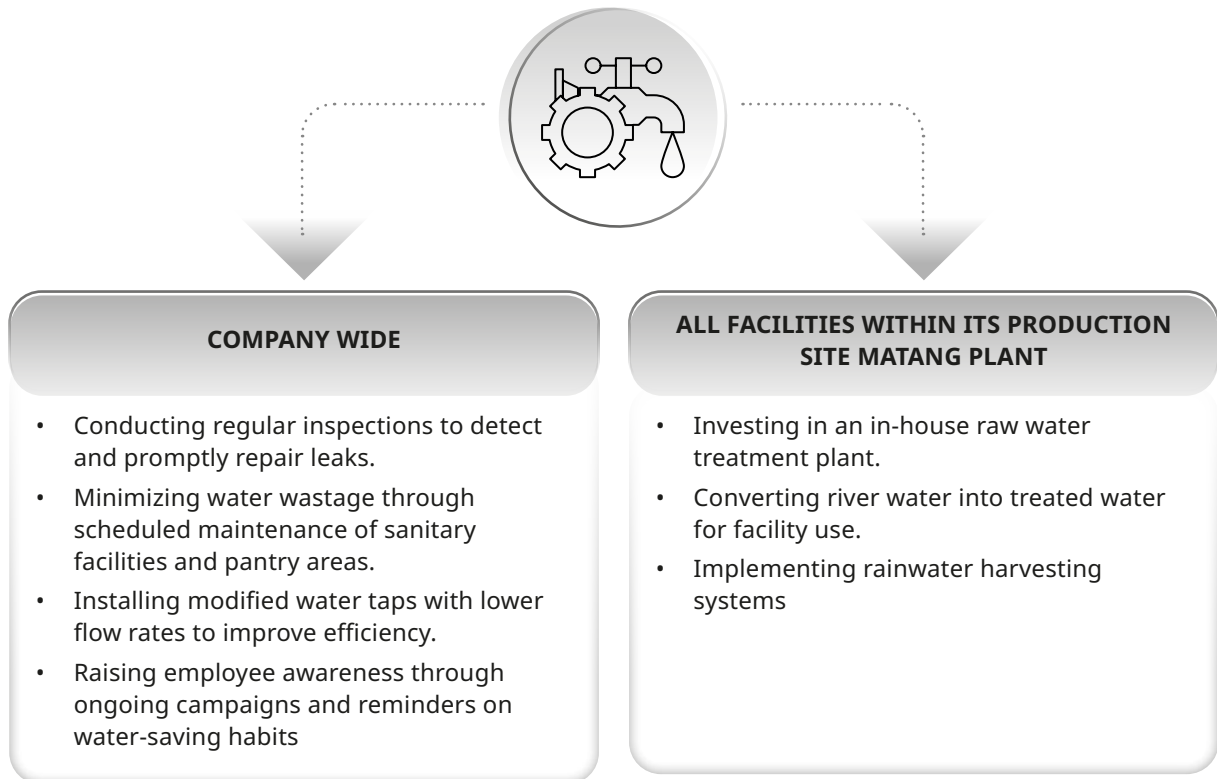 COMPANY WIDE
• Conducting regular inspections to detect
and promptly repair leaks.
• Minimizing water wastage through
scheduled maintenance of sanitary
facilities and pantry areas.
• Installing modified water taps with lower
flow rates to improve efficiency.
• Raising employee awareness through
ongoing campaigns and reminders on
water-saving habits
ALL FACILITIES WITHIN ITS PRODUCTION
SITE MATANG PLANT
• Investing in an in-house raw water
treatment plant.
• Converting river water into treated water
for facility use.
• Implementing rainwater harvesting
systems